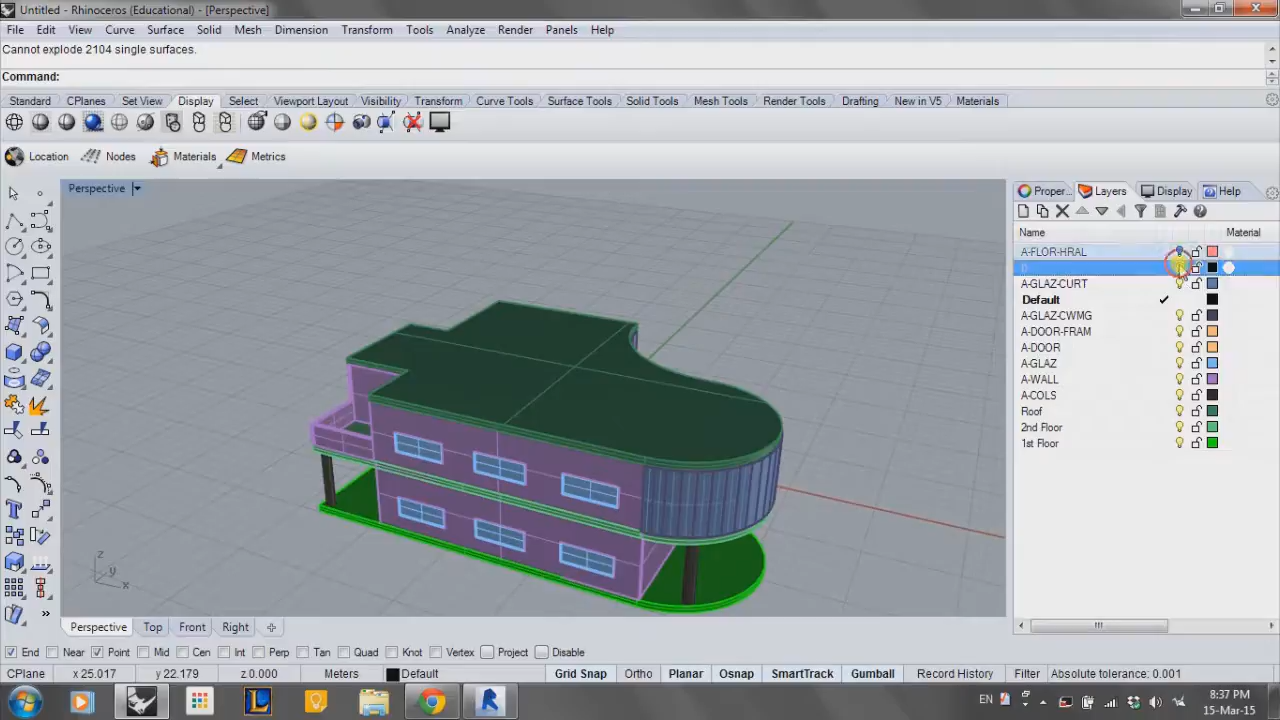 Untitled - Rhinoceros (Educational) - [Perspective]
File Edit View Curve Surface Solid Mesh Dimension Transform Tools Analyze Render Panels Help
Cannot explode 2104 single surfaces.
Command:
Standard CPlanes Set View Display Select Viewport Layout Visibility Transform Curve Tools Surface Tools Solid Tools Mesh Tools Render Tools Drafting New in V5 Materials
Location Nodes Materials Metrics
Perspective
Proper... Layers Display Help
Name Material
A-FLOR-HRAL
0
A-GLAZ-CURT
Default
A-GLAZ-CWMG
A-DOOR-FRAM
A-DOOR
A-GLAZ
A-WALL
A-COLS
Roof
2nd Floor
1st Floor
z
y
x
Perspective Top Front Right
End Near Point Mid Cen Int Perp Tan Quad Knot Vertex Project Disable
CPlane x 25.017 y 22.179 z 0.000 Meters Default Grid Snap Ortho Planar Osnap SmartTrack Gumball Record History Filter Absolute tolerance: 0.001
EN 8:37 PM
15-Mar-15